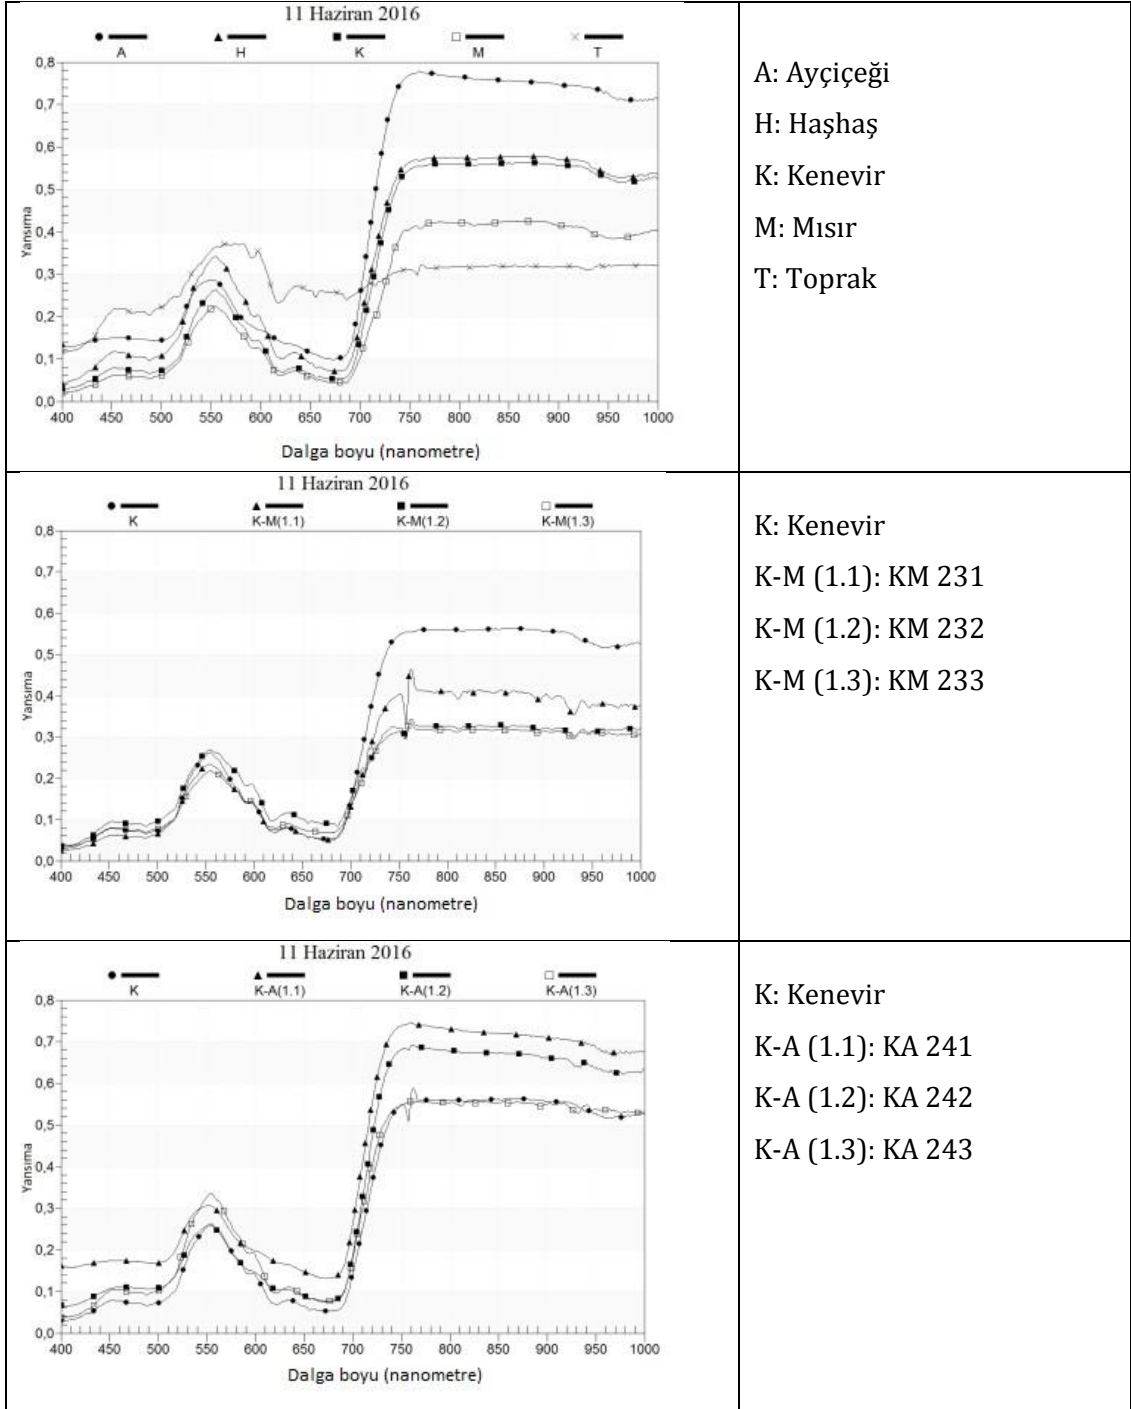 11 Haziran 2016
A H K M T
0,8
0,7
0,6
0,5
0,4
0,3
0,2
0,1
0,0
Yansıma
400 450 500 550 600 650 700 750 800 850 900 950 1000
Dalga boyu (nanometre)
A: Ayçiçeği
H: Haşhaş
K: Kenevir
M: Mısır
T: Toprak
11 Haziran 2016
K K-M(1.1) K-M(1.2) K-M(1.3)
0,8
0,7
0,6
0,5
0,4
0,3
0,2
0,1
0,0
Yansıma
400 450 500 550 600 650 700 750 800 850 900 950 1000
Dalga boyu (nanometre)
K: Kenevir
K-M (1.1): KM 231
K-M (1.2): KM 232
K-M (1.3): KM 233
11 Haziran 2016
K K-A(1.1) K-A(1.2) K-A(1.3)
0,8
0,7
0,6
0,5
0,4
0,3
0,2
0,1
0,0
Yansıma
400 450 500 550 600 650 700 750 800 850 900 950 1000
Dalga boyu (nanometre)
K: Kenevir
K-A (1.1): KA 241
K-A (1.2): KA 242
K-A (1.3): KA 243